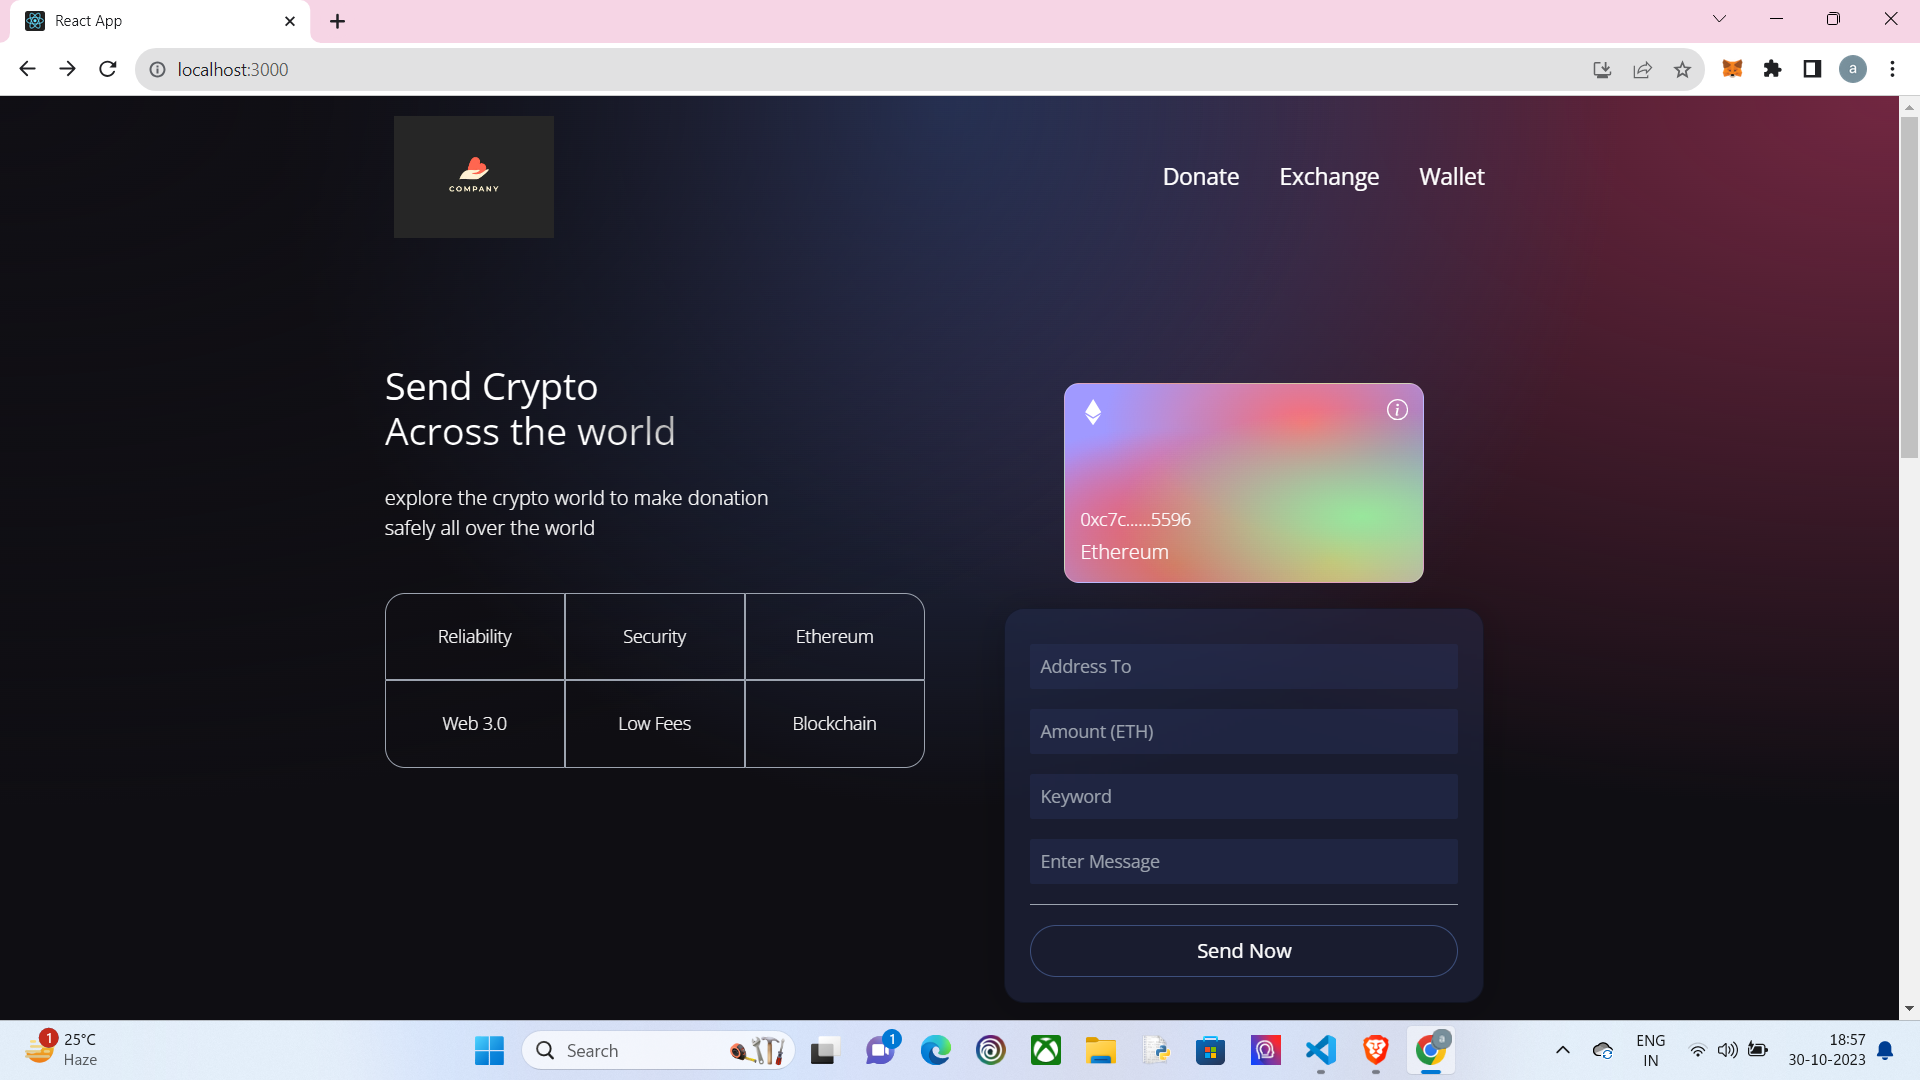 React App
localhost:3000
a
COMPANY
Donate Exchange Wallet
Send Crypto
Across the world
explore the crypto world to make donation
safely all over the world
Reliability Security Ethereum
Web 3.0 Low Fees Blockchain
i
0xc7c......5596
Ethereum
Address To
Amount (ETH)
Keyword
Enter Message
Send Now
1
25°C
Haze
Search
1
a
ENG
IN
18:57
30-10-2023